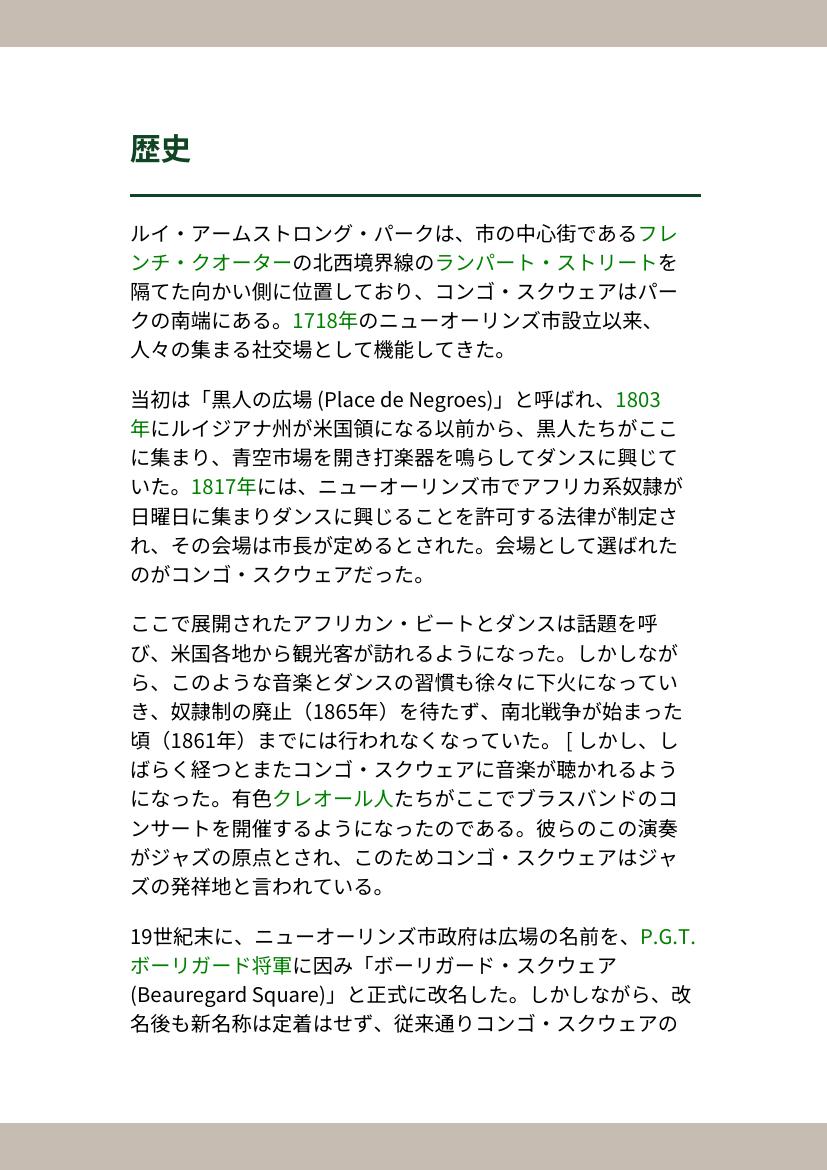 歴史
ルイ・アームストロング・パークは、市の中心街であるフレ
ンチ・クオーターの北西境界線のランパート・ストリートを
隔てた向かい側に位置しており、コンゴ・スクウェアはパー
クの南端にある。1718年のニューオーリンズ市設立以来、
人々の集まる社交場として機能してきた。
当初は「黒人の広場 (Place de Negroes)」と呼ばれ、1803
年にルイジアナ州が米国領になる以前から、黒人たちがここ
に集まり、青空市場を開き打楽器を鳴らしてダンスに興じて
いた。1817年には、ニューオーリンズ市でアフリカ系奴隷が
日曜日に集まりダンスに興じることを許可する法律が制定さ
れ、その会場は市長が定めるとされた。会場として選ばれた
のがコンゴ・スクウェアだった。
ここで展開されたアフリカン・ビートとダンスは話題を呼
び、米国各地から観光客が訪れるようになった。しかしなが
ら、このような音楽とダンスの習慣も徐々に下火になってい
き、奴隷制の廃止（1865年）を待たず、南北戦争が始まった
頃（1861年）までには行われなくなっていた。 [ しかし、し
ばらく経つとまたコンゴ・スクウェアに音楽が聴かれるよう
になった。有色クレオール人たちがここでブラスバンドのコ
ンサートを開催するようになったのである。彼らのこの演奏
がジャズの原点とされ、このためコンゴ・スクウェアはジャ
ズの発祥地と言われている。
19世紀末に、ニューオーリンズ市政府は広場の名前を、P.G.T.
ボーリガード将軍に因み「ボーリガード・スクウェア
(Beauregard Square)」と正式に改名した。しかしながら、改
名後も新名称は定着はせず、従来通りコンゴ・スクウェアの